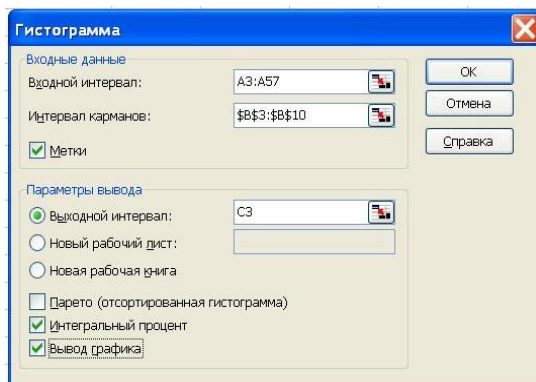 Гистограмма
Входные данные
Входной интервал: A3:A57
Интервал карманов: $B$3:$B$10
Метки
OK
Отмена
Справка
Параметры вывода
Выходной интервал: C3
Новый рабочий лист:
Новая рабочая книга
Парето (отсортированная гистограмма)
Интегральный процент
Вывод графика